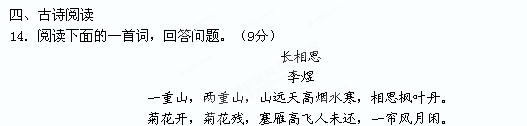 四、古诗阅读
14. 阅读下面的一首词，回答问题。（9分）
长相思
李煜
一重山，两重山，山远天高烟水寒，相思枫叶丹。
菊花开，菊花残，塞雁高飞人未还，一帘风月闲。